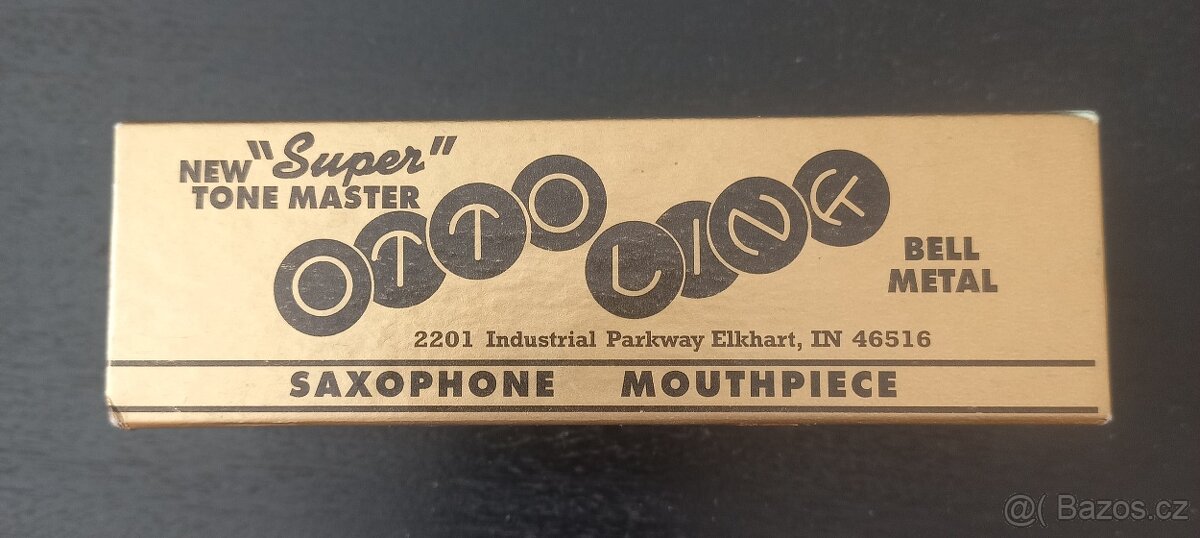 NEW "Super"
TONE MASTER
OTTO LINK
BELL
METAL
2201 Industrial Parkway Elkhart, IN 46516
SAXOPHONE MOUTHPIECE
@( Bazos.cz